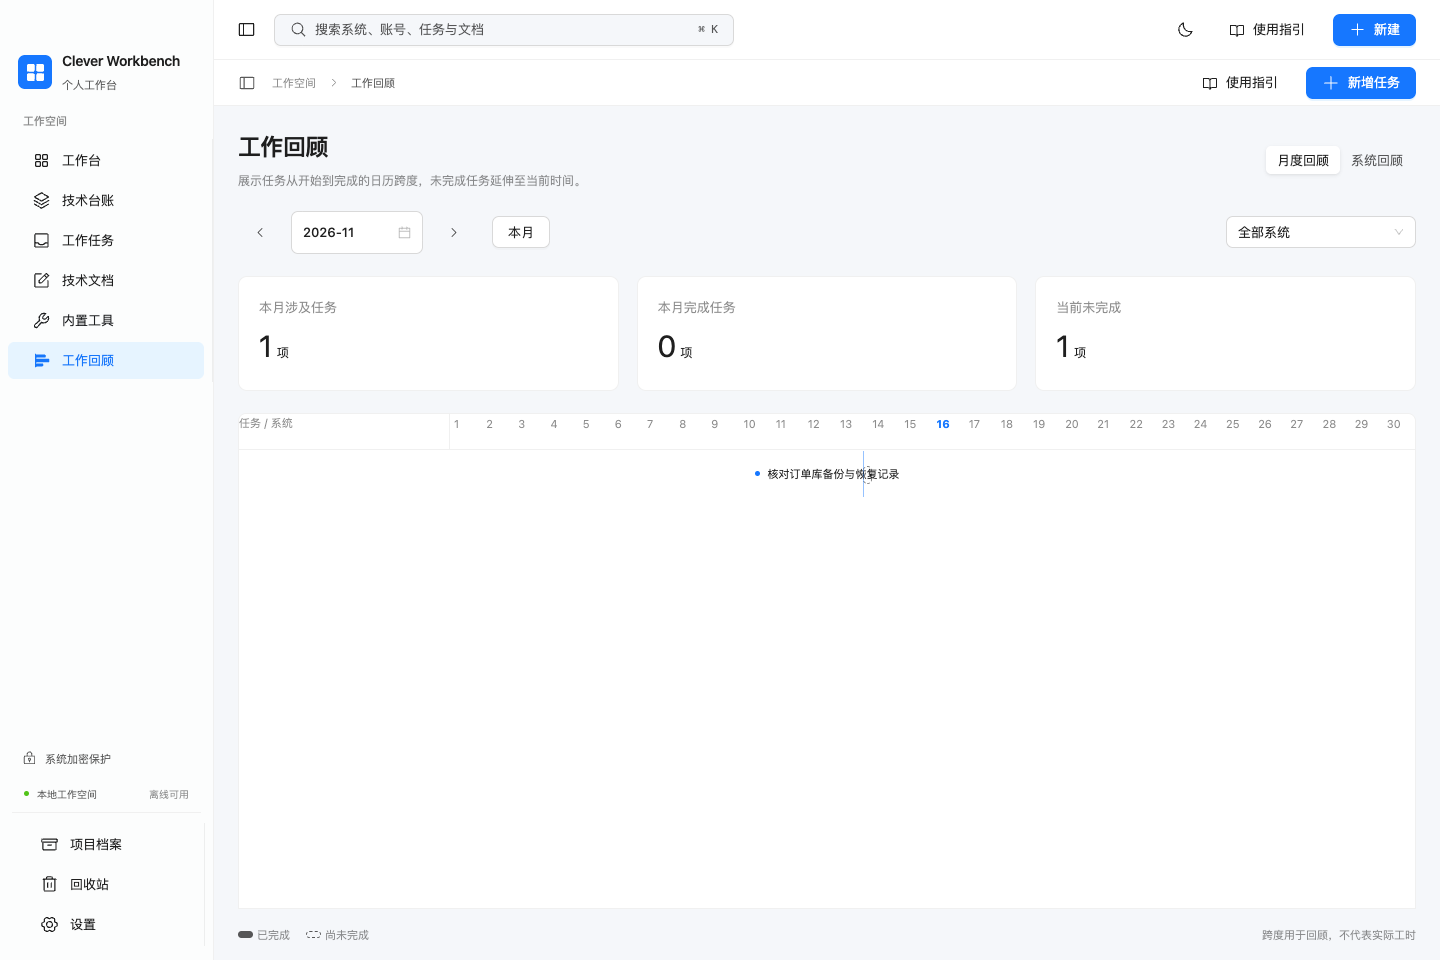 Clever Workbench
个人工作台
工作空间
工作台
技术台账
工作任务
技术文档
内置工具
工作回顾
系统加密保护
本地工作空间 离线可用
项目档案
回收站
设置
搜索系统、账号、任务与文档 ⌘ K
使用指引
新建
工作空间 工作回顾
使用指引
新增任务
工作回顾
展示任务从开始到完成的日历跨度，未完成任务延伸至当前时间。
月度回顾 系统回顾
2026-11
本月
全部系统
本月涉及任务
1 项
本月完成任务
0 项
当前未完成
1 项
任务 / 系统 1 2 3 4 5 6 7 8 9 10 11 12 13 14 15 16 17 18 19 20 21 22 23 24 25 26 27 28 29 30
核对订单库备份与恢复记录
已完成 尚未完成
跨度用于回顾，不代表实际工时